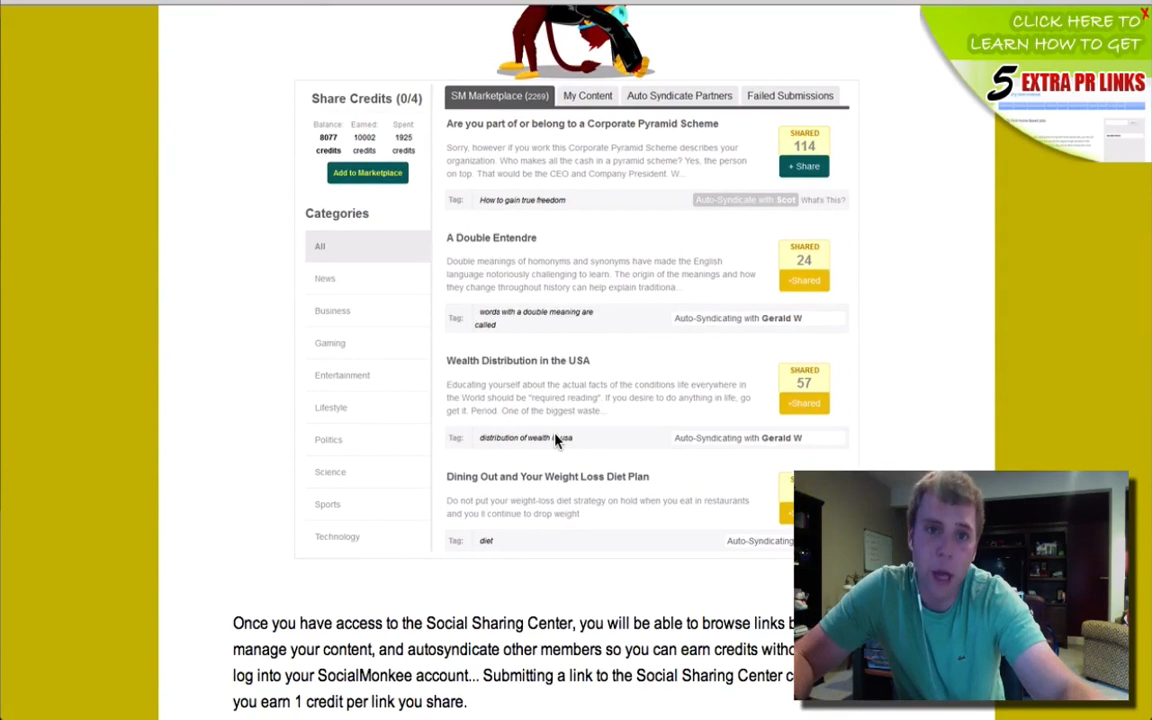 CLICK HERE TO
LEARN HOW TO GET
5 EXTRA PR LINKS
Share Credits (0/4)
Balance: Earned: Spent
8077 10002 1925
credits credits credits
Add to Marketplace
Categories
All
News
Business
Gaming
Entertainment
Lifestyle
Politics
Science
Sports
Technology
SM Marketplace (2269) My Content Auto Syndicate Partners Failed Submissions
Are you part of or belong to a Corporate Pyramid Scheme
Sorry, however if you work this Corporate Pyramid Scheme describes your
organization. Who makes all the cash in a pyramid scheme? Yes, the person
on top. That would be the CEO and Company President. W...
SHARED
114
+ Share
Tag: How to gain true freedom Auto-Syndicate with Scot What's This?
A Double Entendre
Double meanings of homonyms and synonyms have made the English
language notoriously challenging to learn. The origin of the meanings and how
they change throughout history can help explain traditiona...
SHARED
24
+Shared
Tag: words with a double meaning are
called
Auto-Syndicating with Gerald W
Wealth Distribution in the USA
Educating yourself about the actual facts of the conditions life everywhere in
the World should be "required reading". If you desire to do anything in life, go
get it. Period. One of the biggest waste...
SHARED
57
+Shared
Tag: distribution of wealth usa Auto-Syndicating with Gerald W
Dining Out and Your Weight Loss Diet Plan
Do not put your weight-loss diet strategy on hold when you eat in restaurants
and you ll continue to drop weight
Tag: diet Auto-Syndicating
Once you have access to the Social Sharing Center, you will be able to browse links
manage your content, and autosyndicate other members so you can earn credits
log into your SocialMonkee account... Submitting a link to the Social Sharing Center
you earn 1 credit per link you share.